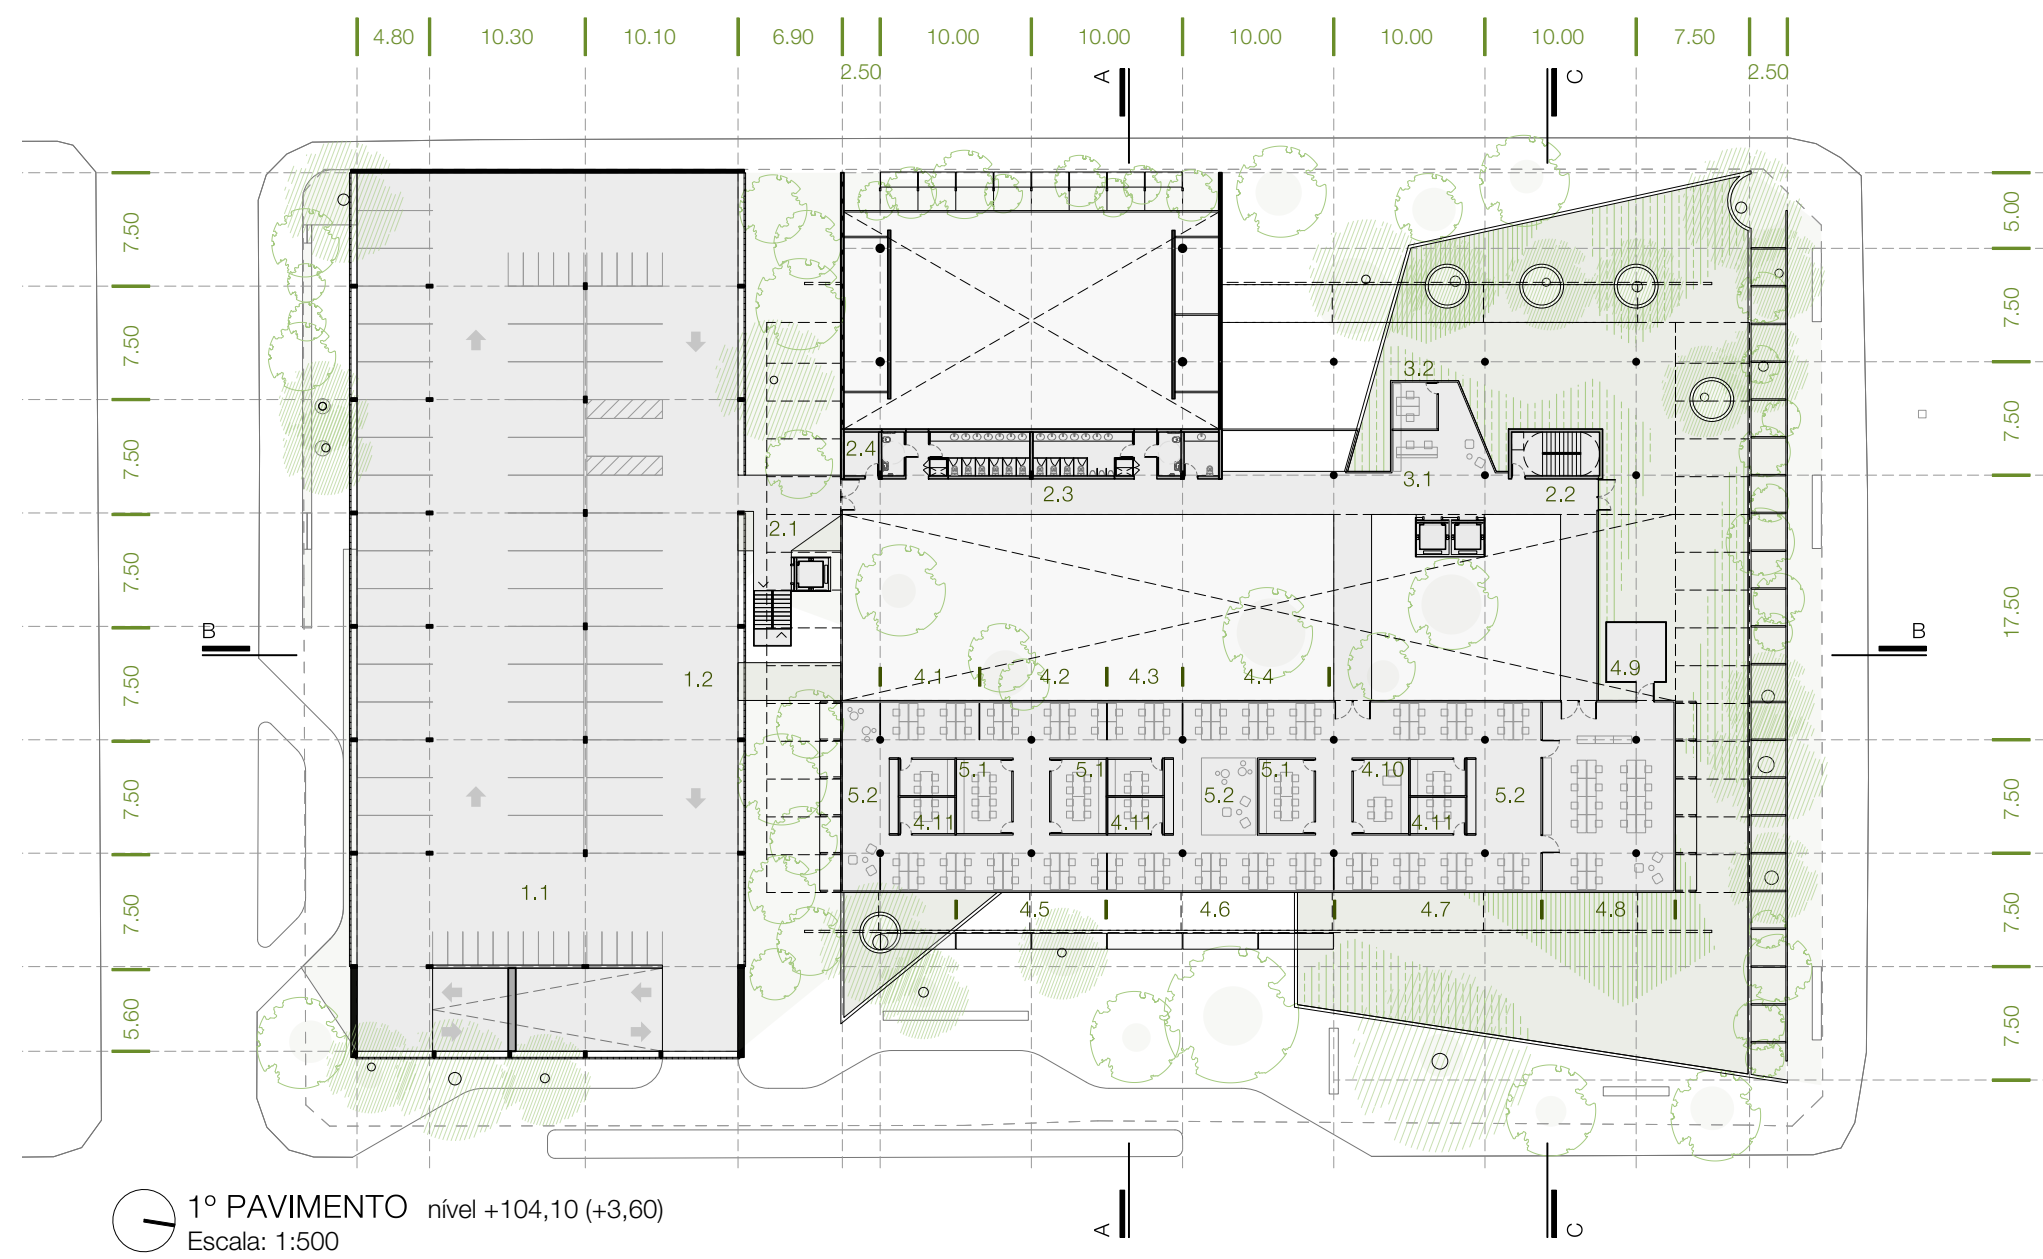 4.80 10.30 10.10 6.90 10.00 10.00 10.00 10.00 10.00 7.50
2.50 2.50
A C
7.50 5.00
7.50 7.50
3.2
7.50 7.50
2.4
3.1
2.3 2.2
2.1
7.50 17.50
B B
4.9
1.2 4.1 4.2 4.3 4.4
7.50
5.1 5.1 5.1 4.10
7.50 5.2 5.2 5.2 7.50
4.11 4.11 4.11
1.1
7.50 4.5 4.6 4.7 4.8 7.50
5.60 7.50
1º PAVIMENTO nível +104,10 (+3,60)
Escala: 1:500
A C